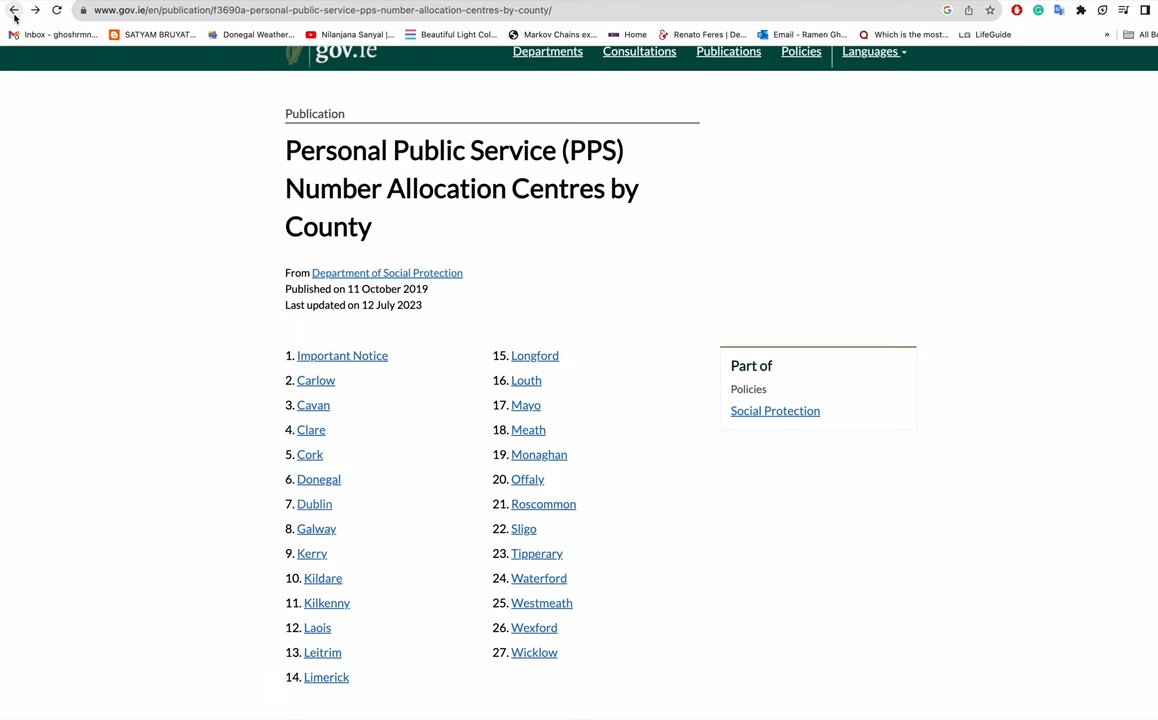 www.gov.ie/en/publication/f3690a-personal-public-service-pps-number-allocation-centres-by-county/
Inbox - ghoshrmn...
SATYAM BRUYAT...
Donegal Weather...
Nilanjana Sanyal |...
Beautiful Light Col...
Markov Chains ex...
Home
Renato Feres | De...
Email - Ramen Gh...
Which is the most...
LG LifeGuide
»
All Bo
gov.ie
Departments
Consultations
Publications
Policies
Languages
Publication
Personal Public Service (PPS)
Number Allocation Centres by
County
From Department of Social Protection
Published on 11 October 2019
Last updated on 12 July 2023
1. Important Notice
2. Carlow
3. Cavan
4. Clare
5. Cork
6. Donegal
7. Dublin
8. Galway
9. Kerry
10. Kildare
11. Kilkenny
12. Laois
13. Leitrim
14. Limerick
15. Longford
16. Louth
17. Mayo
18. Meath
19. Monaghan
20. Offaly
21. Roscommon
22. Sligo
23. Tipperary
24. Waterford
25. Westmeath
26. Wexford
27. Wicklow
Part of
Policies
Social Protection